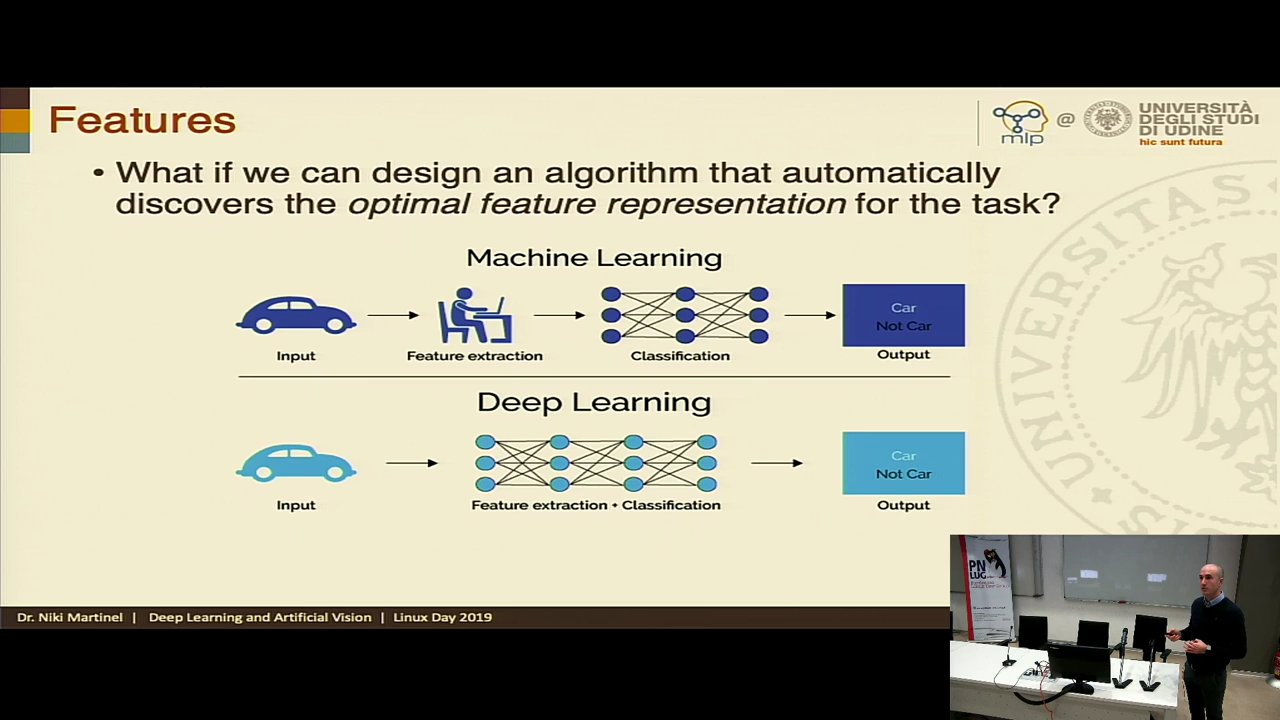 Features
mlp
@
UNIVERSITÀ
DEGLI STUDI
DI UDINE
hic sunt futura
• What if we can design an algorithm that automatically
discovers the optimal feature representation for the task?
Machine Learning
Input
Feature extraction
Classification
Car
Not Car
Output
Deep Learning
Input
Feature extraction + Classification
Car
Not Car
Output
UNIVERSITAS
Dr. Niki Martinel | Deep Learning and Artificial Vision | Linux Day 2019
PN
LUG